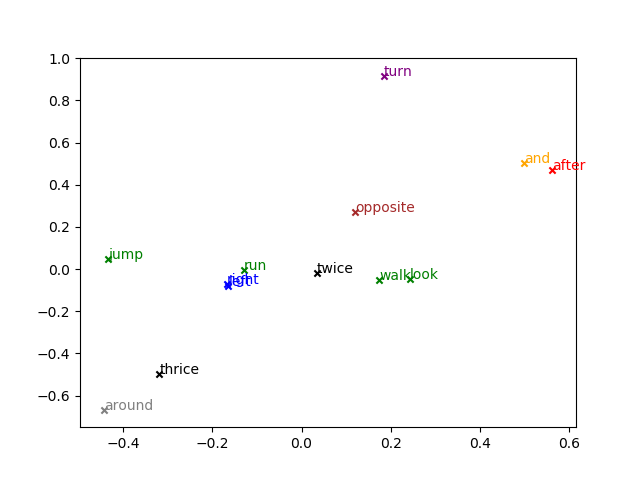 1.0
turn
0.8
0.6
and
after
0.4
opposite
0.2
jump
run
twice
0.0
walk
look
right
left
−0.2
−0.4
thrice
−0.6
around
−0.4
−0.2
0.0
0.2
0.4
0.6